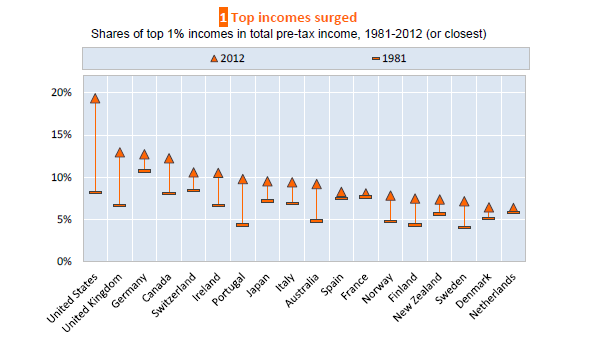 1 Top incomes surged
Shares of top 1% incomes in total pre-tax income, 1981-2012 (or closest)
2012 1981
20%
15%
10%
5%
0%
United States
United Kingdom
Germany
Canada
Switzerland
Ireland
Portugal
Japan
Italy
Australia
Spain
France
Norway
Finland
New Zealand
Sweden
Denmark
Netherlands